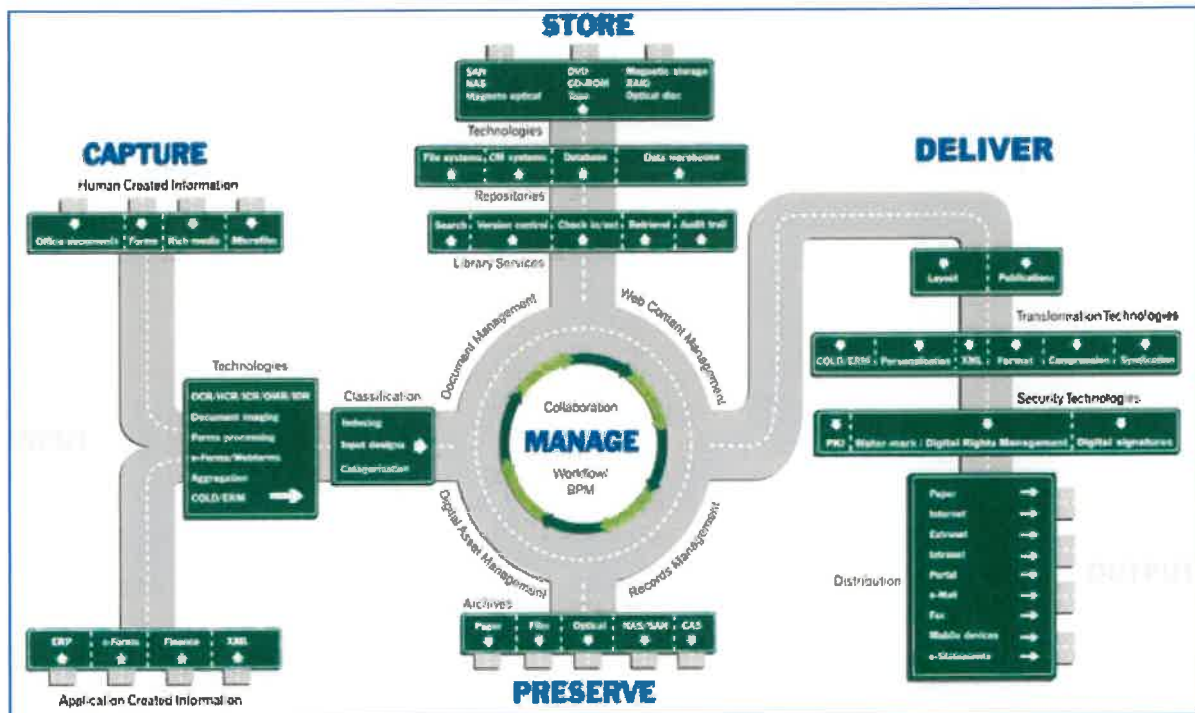 STORE
SAN DVD Magnetic storage
NAS CD-ROM RAID
Magneto optical Tape Optical disc
Technologies
File systems CM systems Database Data warehouse
Repositories
Search Version control Check in/out Retrieval Audit trail
Library Services
CAPTURE
Human Created Information
Office documents Forms Rich media Microfilm
Technologies
OCR/HCR/ICR/OMR/IDR
Document imaging
Forms processing
e-Forms/Webforms
Aggregation
COLD/ERM
Classification
Indexing
Input designs
Categorization
INPUT
ERP e-Forms Finance XML
Application Created Information
Document Management
Web Content Management
Collaboration
MANAGE
Workflow/
BPM
Digital Asset Management
Records Management
Archives
Paper Film Optical NAS/SAN CAS
PRESERVE
DELIVER
Layout Publications
Transformation Technologies
COLD/ERM Personalization XML Format Compression Syndication
Security Technologies
PKI Water-mark / Digital Rights Management Digital signatures
Distribution
Paper
Internet
Extranet
Intranet
Portal
e-Mail
Fax
Mobile devices
e-Statements
OUTPUT